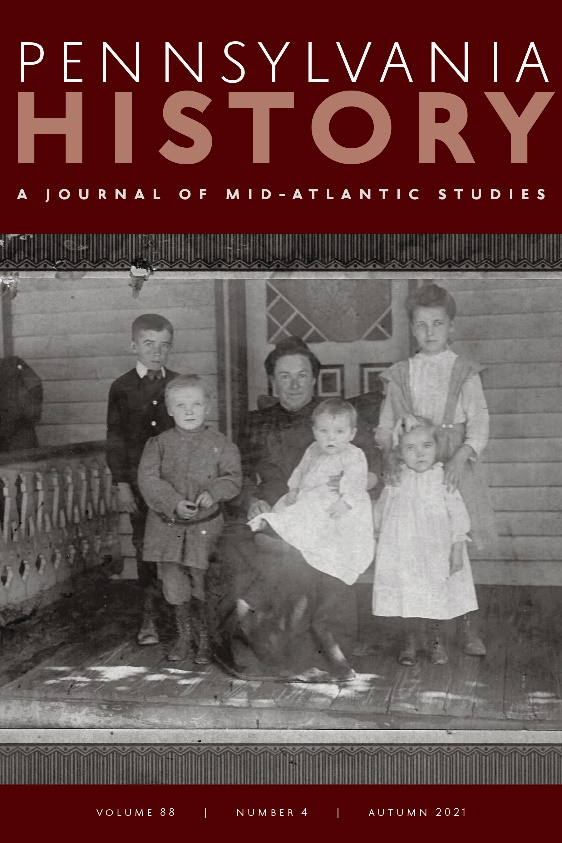 PENNSYLVANIA
HISTORY
A JOURNAL OF MID-ATLANTIC STUDIES
VOLUME 88 | NUMBER 4 | AUTUMN 2021